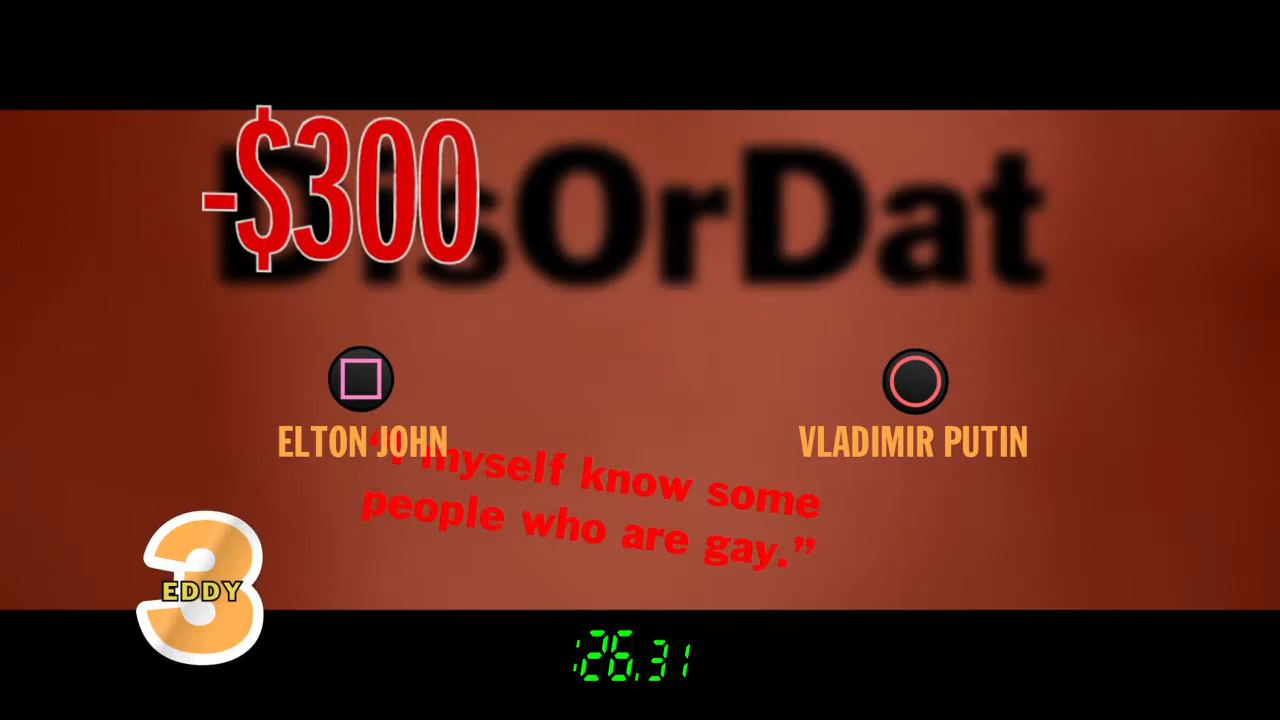 -$300
DisOrDat
ELTON JOHN
VLADIMIR PUTIN
“I myself know some
people who are gay.”
3
EDDY
:26.31